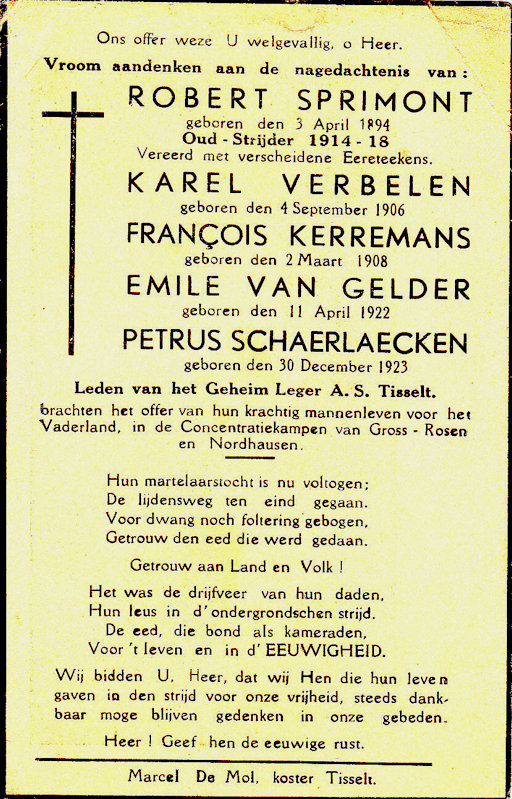 Ons offer weze U welgevallig, o Heer.
Vroom aandenken aan de nagedachtenis van :
ROBERT SPRIMONT
geboren den 3 April 1894
Oud - Strijder 1914 - 18
Vereerd met verscheidene Eereteekens.
KAREL VERBELEN
geboren den 4 September 1906
FRANÇOIS KERREMANS
geboren den 2 Maart 1908
EMILE VAN GELDER
geboren den 11 April 1922
PETRUS SCHAERLAECKEN
geboren den 30 December 1923
Leden van het Geheim Leger A. S. Tisselt.
brachten het offer van hun krachtig mannenleven voor het
Vaderland, in de Concentratiekampen van Gross - Rosen
en Nordhausen.
Hun martelaarstocht is nu voltogen;
De lijdensweg ten eind gegaan.
Voor dwang noch foltering gebogen,
Getrouw den eed die werd gedaan.
Getrouw aan Land en Volk !
Het was de drijfveer van hun daden,
Hun leus in d'ondergrondschen strijd.
De eed, die bond als kameraden,
Voor 't leven en in d' EEUWIGHEID.
Wij bidden U, Heer, dat wij Hen die hun leven
gaven in den strijd voor onze vrijheid, steeds dank-
baar moge blijven gedenken in onze gebeden.
Heer ! Geef hen de eeuwige rust.
Marcel De Mol, koster Tisselt.